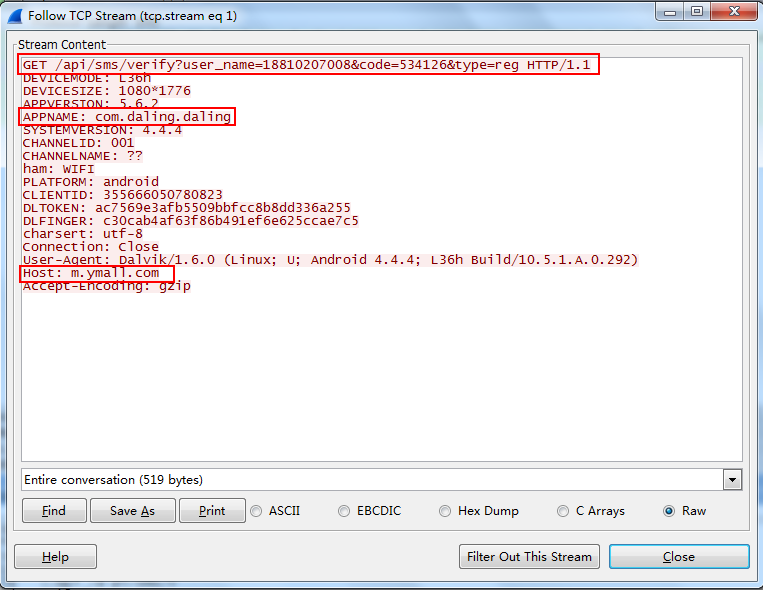 Follow TCP Stream (tcp.stream eq 1)
Stream Content
GET /api/sms/verify?user_name=18810207008&code=534126&type=reg HTTP/1.1
DEVICEMODE: L36h
DEVICESIZE: 1080*1776
APPVERSION: 5.6.2
APPNAME: com.daling.daling
SYSTEMVERSION: 4.4.4
CHANNELID: 001
CHANNELNAME: ??
ham: WIFI
PLATFORM: android
CLIENTID: 355666050780823
DLTOKEN: ac7569e3afb5509bbfcc8b8dd336a255
DLFINGER: c30cab4af63f86b491ef6e625ccae7c5
charsert: utf-8
Connection: Close
User-Agent: Dalvik/1.6.0 (Linux; U; Android 4.4.4; L36h Build/10.5.1.A.0.292)
Host: m.ymall.com
Accept-Encoding: gzip
Entire conversation (519 bytes)
Find Save As Print ASCII EBCDIC Hex Dump C Arrays Raw
Help Filter Out This Stream Close